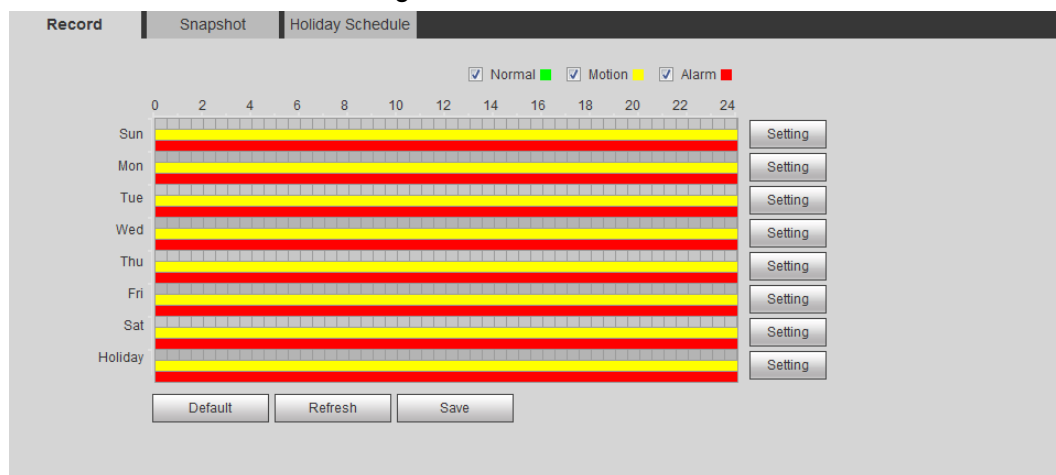 Record Snapshot Holiday Schedule
Normal Motion Alarm
0 2 4 6 8 10 12 14 16 18 20 22 24
Sun Setting
Mon Setting
Tue Setting
Wed Setting
Thu Setting
Fri Setting
Sat Setting
Holiday Setting
Default Refresh Save